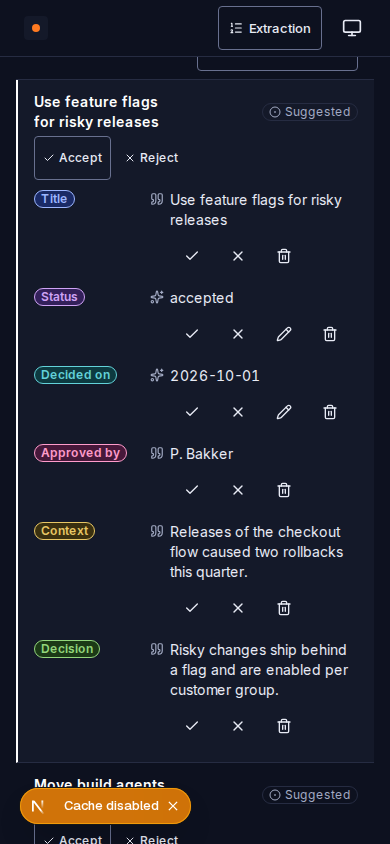 Extraction
Use feature flags
for risky releases
Suggested
Accept
Reject
Title
Use feature flags for risky
releases
Status
accepted
Decided on
2026-10-01
Approved by
P. Bakker
Context
Releases of the checkout
flow caused two rollbacks
this quarter.
Decision
Risky changes ship behind
a flag and are enabled per
customer group.
Move build agents
Suggested
Cache disabled
Accept
Reject